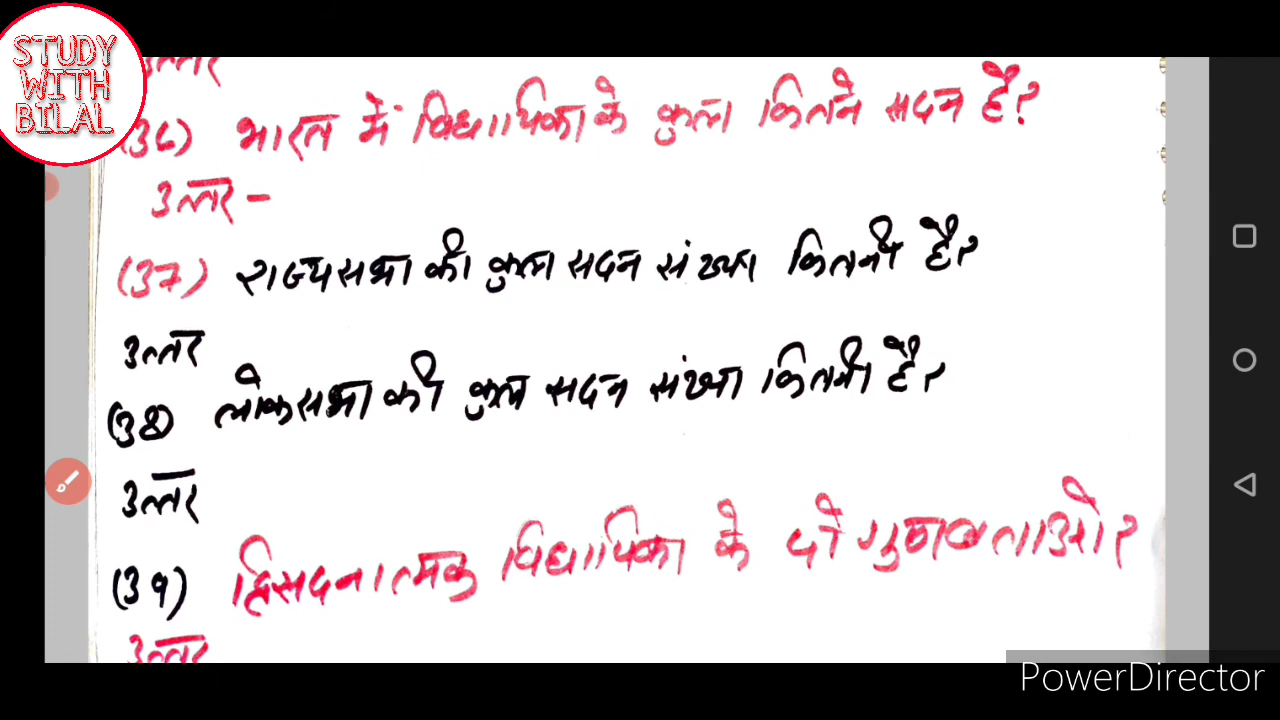 STUDY
WITH
BILAL
उत्तर
(36) भारत में विधायिका के कुल कितने सदन हैं?
उत्तर -
(37) राज्यसभा की कुल सदन संख्या कितनी है?
उत्तर
(38) लोकसभा की कुल सदन संख्या कितनी है?
उत्तर
(39) द्विसदनात्मक विधायिका के दो गुण बताओ?
उत्तर
PowerDirector